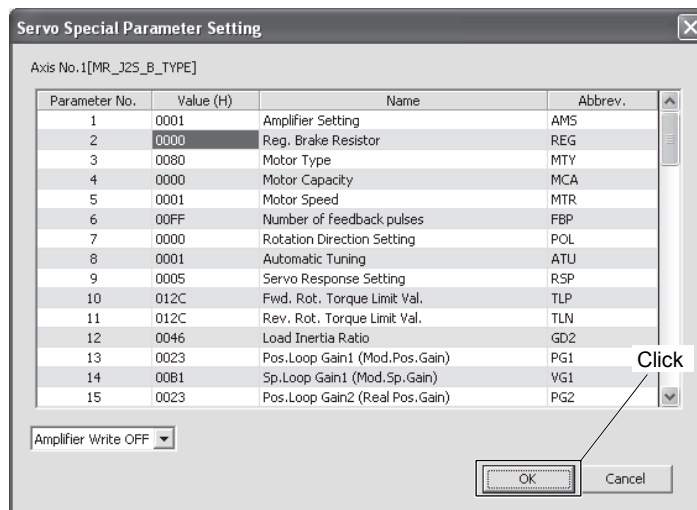 Servo Special Parameter Setting
Axis No.1[MR_J2S_B_TYPE]
Parameter No. Value (H) Name Abbrev.
1 0001 Amplifier Setting AMS
2 0000 Reg. Brake Resistor REG
3 0080 Motor Type MTY
4 0000 Motor Capacity MCA
5 0001 Motor Speed MTR
6 00FF Number of feedback pulses FBP
7 0000 Rotation Direction Setting POL
8 0001 Automatic Tuning ATU
9 0005 Servo Response Setting RSP
10 012C Fwd. Rot. Torque Limit Val. TLP
11 012C Rev. Rot. Torque Limit Val. TLN
12 0046 Load Inertia Ratio GD2
13 0023 Pos.Loop Gain1 (Mod.Pos.Gain) PG1
14 00B1 Sp.Loop Gain1 (Mod.Sp.Gain) VG1
15 0023 Pos.Loop Gain2 (Real Pos.Gain) PG2
Click
Amplifier Write OFF
OK Cancel